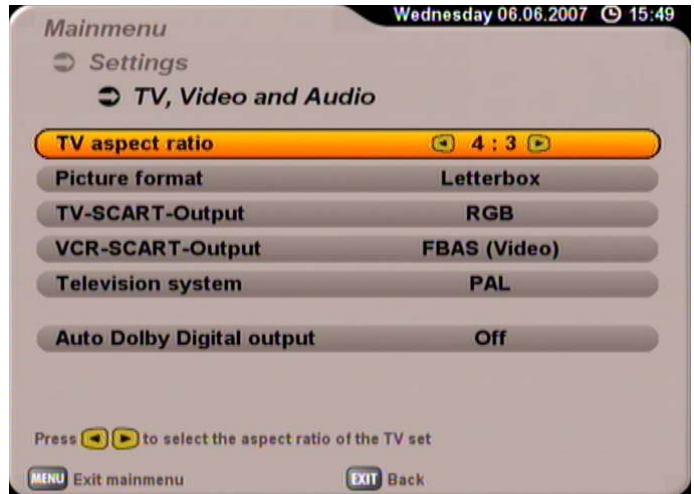 Wednesday 06.06.2007 15:49
Mainmenu
Settings
TV, Video and Audio
TV aspect ratio 4 : 3
Picture format Letterbox
TV-SCART-Output RGB
VCR-SCART-Output FBAS (Video)
Television system PAL
Auto Dolby Digital output Off
Press to select the aspect ratio of the TV set
MENU Exit mainmenu EXIT Back